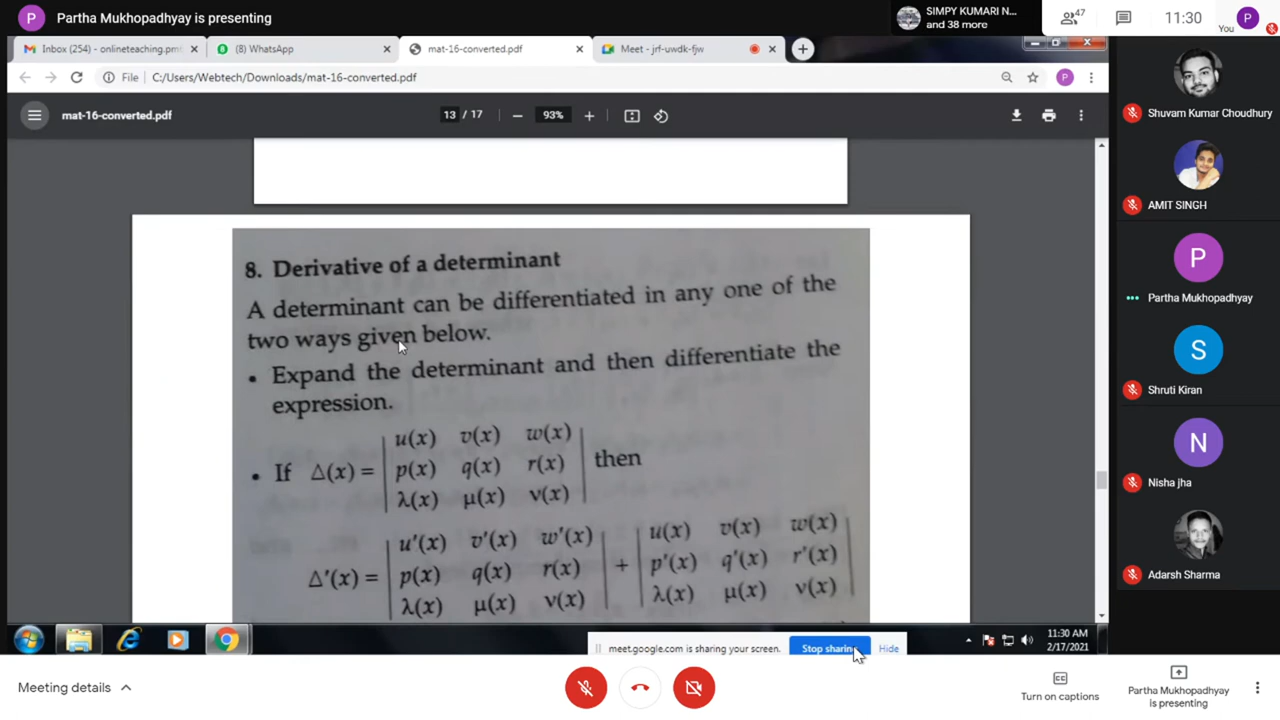 P Partha Mukhopadhyay is presenting
SIMPY KUMARI N...
and 38 more
47
11:30
P
You
Inbox (254) - onlineteaching.pm
(8) WhatsApp
mat-16-converted.pdf
Meet - jrf-uwdk-fjw
File | C:/Users/Webtech/Downloads/mat-16-converted.pdf
P
mat-16-converted.pdf
13 / 17
93%
8. Derivative of a determinant
A determinant can be differentiated in any one of the
two ways given below.
• Expand the determinant and then differentiate the
expression.
u(x) v(x) w(x)
• If Δ(x) = p(x) q(x) r(x) then
λ(x) μ(x) ν(x)
u'(x) v'(x) w'(x) u(x) v(x) w(x)
Δ'(x) = p(x) q(x) r(x) + p'(x) q'(x) r'(x)
λ(x) μ(x) ν(x) λ(x) μ(x) ν(x)
Shuvam Kumar Choudhury
AMIT SINGH
P
Partha Mukhopadhyay
S
Shruti Kiran
N
Nisha jha
Adarsh Sharma
meet.google.com is sharing your screen.
Stop sharing
Hide
11:30 AM
2/17/2021
Meeting details
Turn on captions
Partha Mukhopadhyay
is presenting